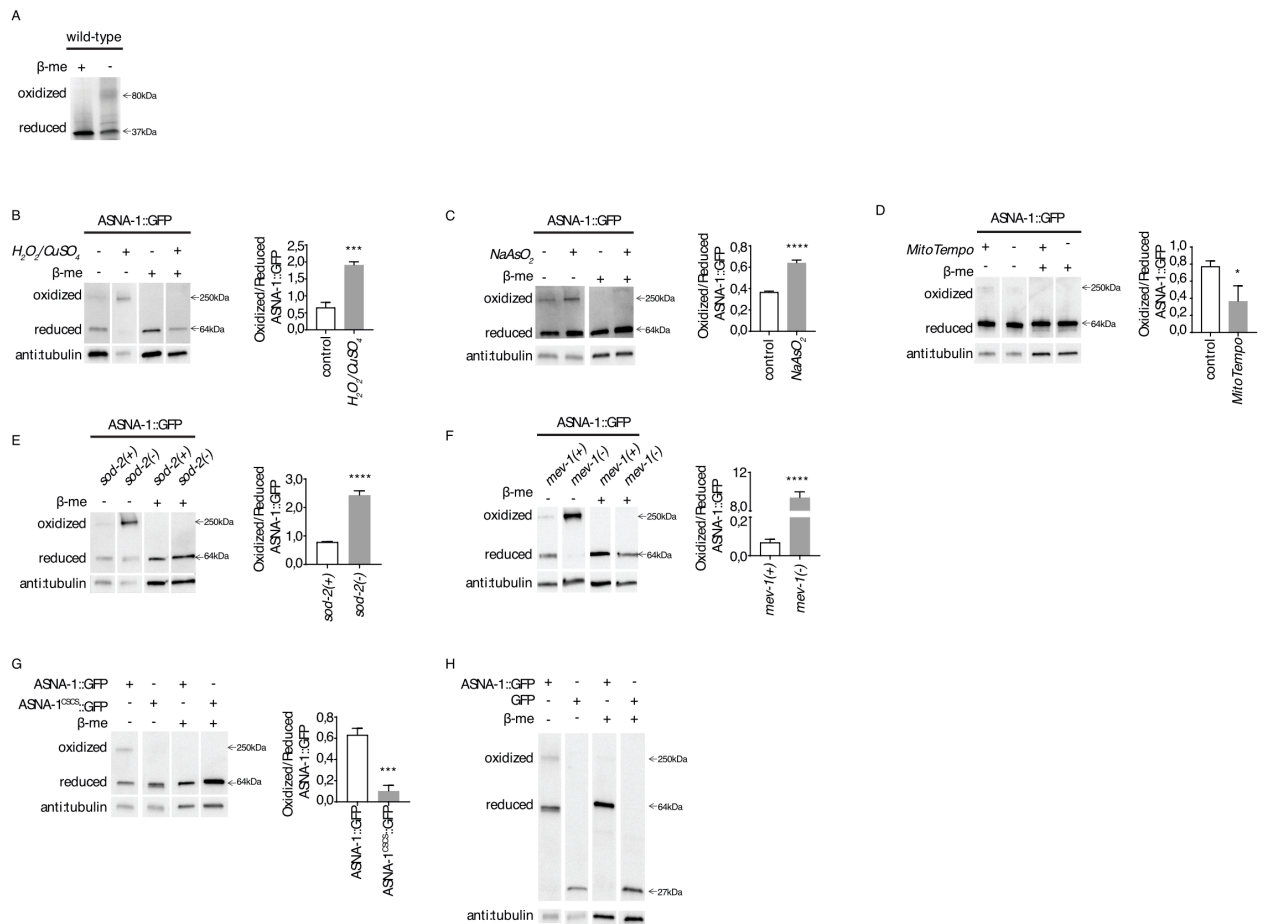 A
wild-type
β-me + -
oxidized
←80kDa
reduced
←37kDa
B
ASNA-1::GFP
H₂O₂/CuSO₄ - + - +
β-me - - + +
oxidized
←250kDa
reduced
←64kDa
anti:tubulin
Oxidized/Reduced
ASNA-1::GFP
2,5
2,0
1,5
1,0
0,5
0,0
***
control
H₂O₂/CuSO₄
C
ASNA-1::GFP
NaAsO₂ - + - +
β-me - - + +
oxidized
←250kDa
reduced
←64kDa
anti:tubulin
Oxidized/Reduced
ASNA-1::GFP
0,8
0,6
0,4
0,2
0,0
****
control
NaAsO₂
D
ASNA-1::GFP
MitoTempo + - + -
β-me - - + +
oxidized
←250kDa
reduced
←64kDa
anti:tubulin
Oxidized/Reduced
ASNA-1::GFP
1,0
0,8
0,6
0,4
0,2
0,0
*
control
MitoTempo
E
ASNA-1::GFP
sod-2(+) sod-2(-) sod-2(+) sod-2(-)
β-me - - + +
oxidized
←250kDa
reduced
←64kDa
anti:tubulin
Oxidized/Reduced
ASNA-1::GFP
3,0
2,0
1,0
0,0
****
sod-2(+)
sod-2(-)
F
ASNA-1::GFP
mev-1(+) mev-1(-) mev-1(+) mev-1(-)
β-me - - + +
oxidized
←250kDa
reduced
←64kDa
anti:tubulin
Oxidized/Reduced
ASNA-1::GFP
12
8,0
0,2
0,0
****
mev-1(+)
mev-1(-)
G
ASNA-1::GFP + - + -
ASNA-1ᶜˢᶜˢ::GFP - + - +
β-me - - + +
oxidized
←250kDa
reduced
←64kDa
anti:tubulin
Oxidized/Reduced
ASNA-1::GFP
0,8
0,6
0,4
0,2
0,0
***
ASNA-1::GFP
ASNA-1ᶜˢᶜˢ::GFP
H
ASNA-1::GFP + - + -
GFP - + - +
β-me - - + +
oxidized
←250kDa
reduced
←64kDa
←27kDa
anti:tubulin